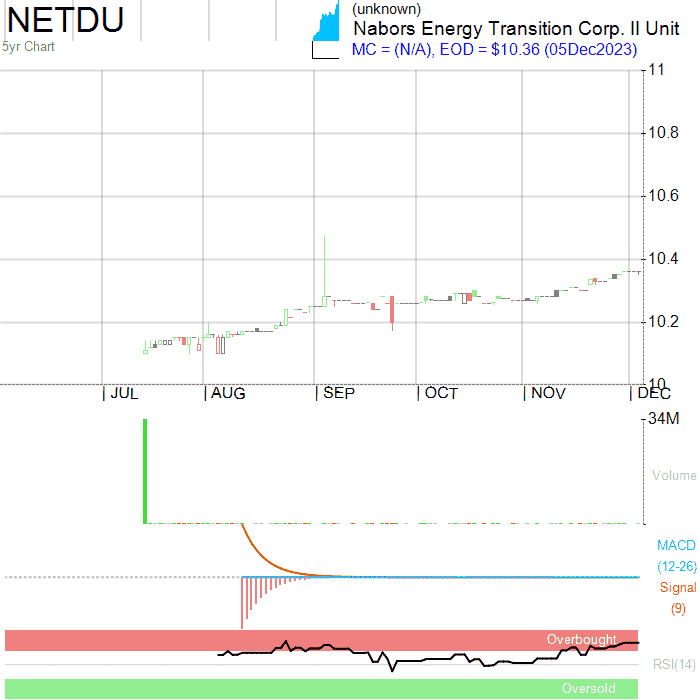 NETDU
5yr Chart
(unknown)
Nabors Energy Transition Corp. II Unit
MC = (N/A), EOD = $10.36 (05Dec2023)
11
10.8
10.6
10.4
10.2
10
| JUL | AUG | SEP | OCT | NOV | DEC
34M
Volume
MACD
(12-26)
Signal
(9)
Overbought
RSI(14)
Oversold